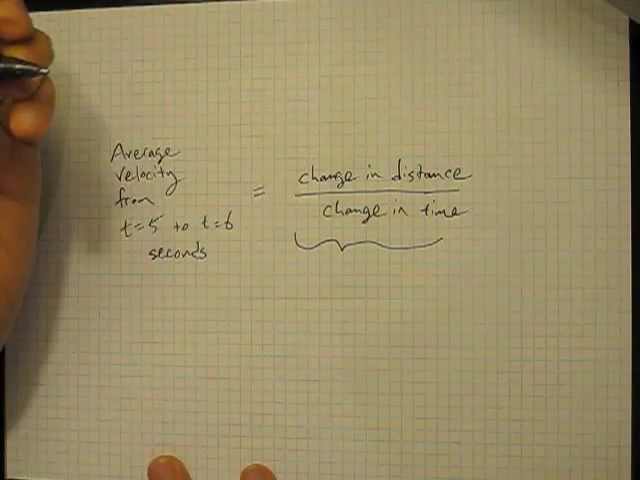 Average
velocity
from
t=5 to t=6
seconds
=
change in distance
change in time